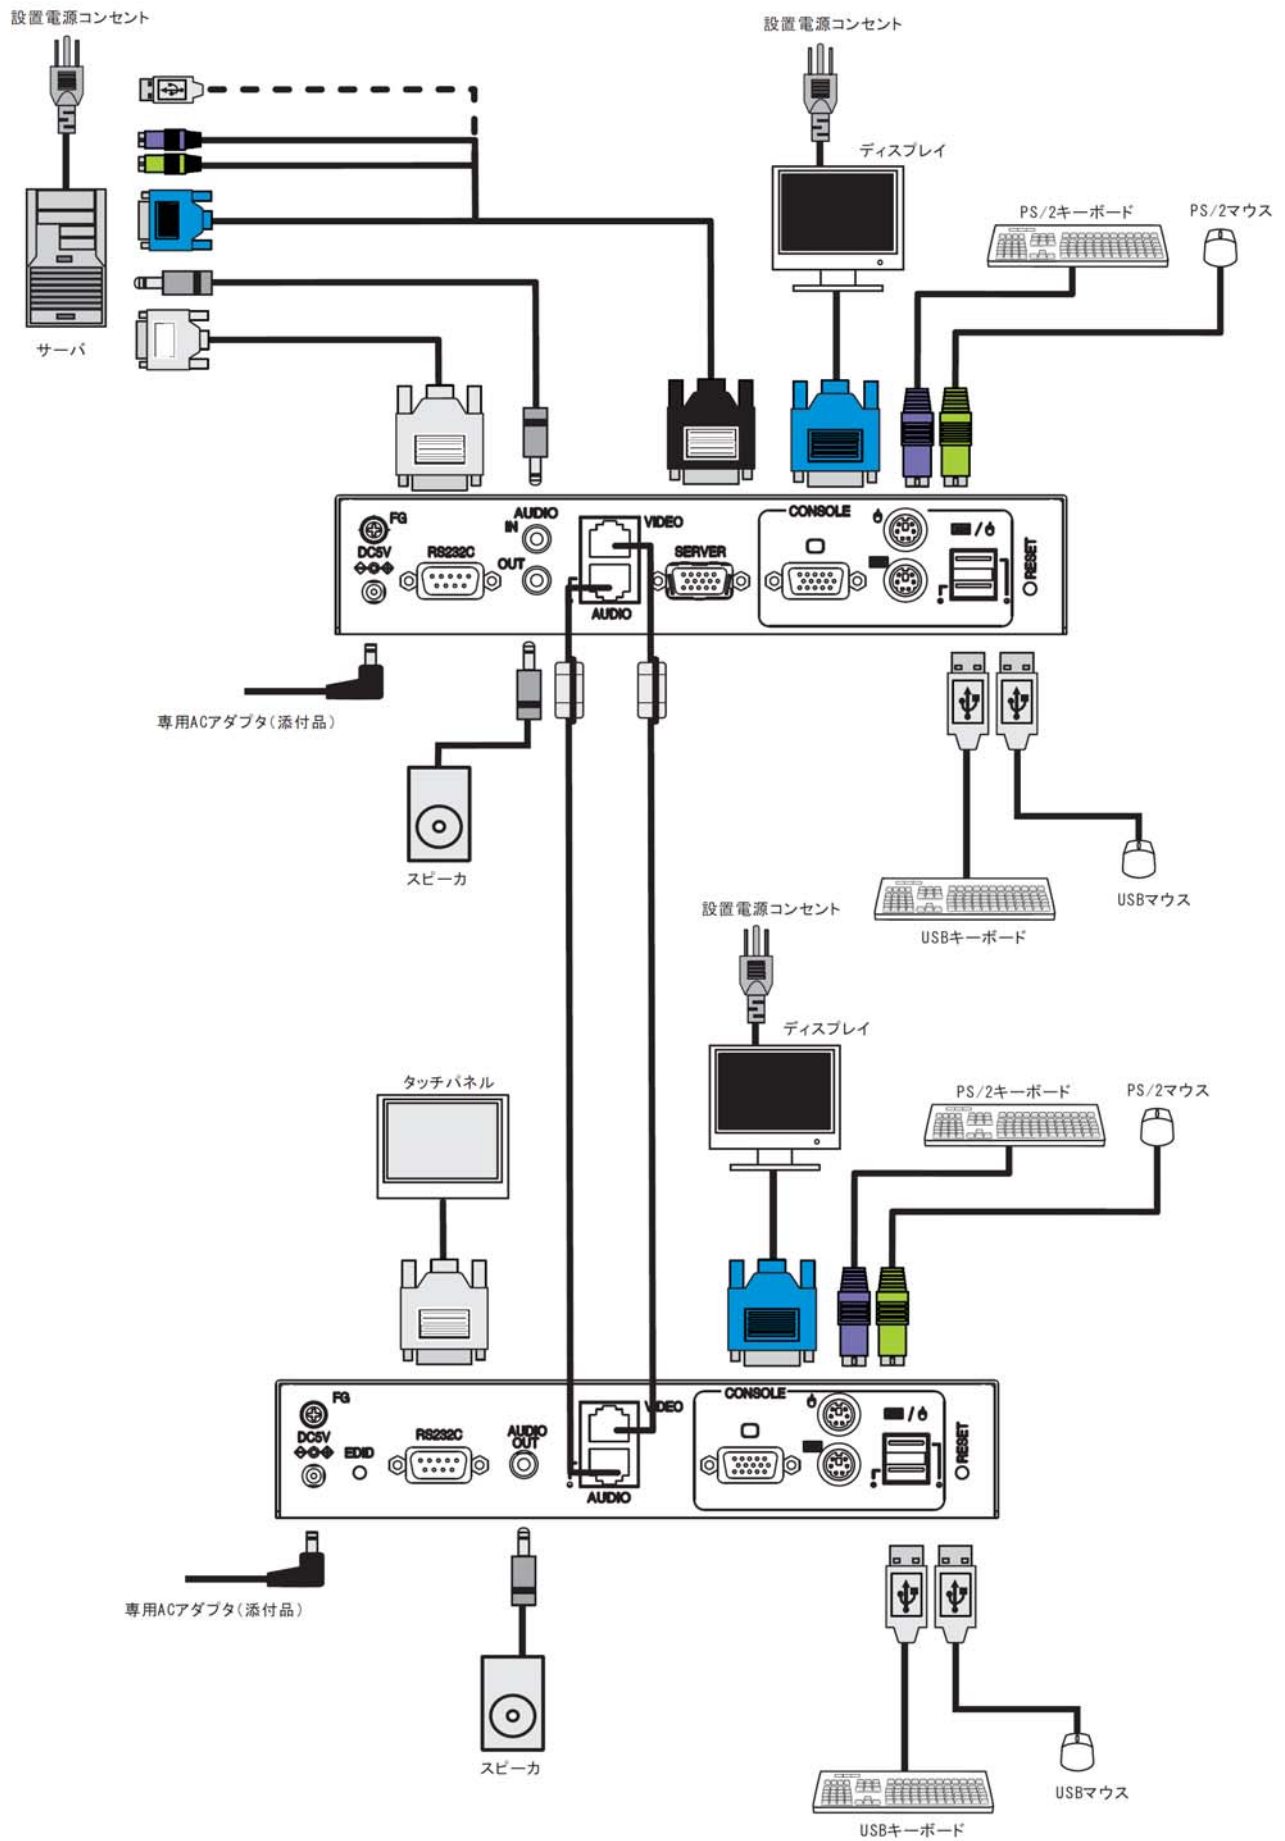 設置電源コンセント
設置電源コンセント
ディスプレイ
PS/2キーボード
PS/2マウス
サーバ
FG
DC5V
RS232C
AUDIO
IN
OUT
VIDEO
AUDIO
SERVER
CONSOLE
/
RESET
専用ACアダプタ(添付品)
スピーカ
USBマウス
USBキーボード
設置電源コンセント
ディスプレイ
タッチパネル
PS/2キーボード
PS/2マウス
FG
DC5V
EDID
RS232C
AUDIO
OUT
VIDEO
AUDIO
CONSOLE
/
RESET
専用ACアダプタ(添付品)
スピーカ
USBマウス
USBキーボード